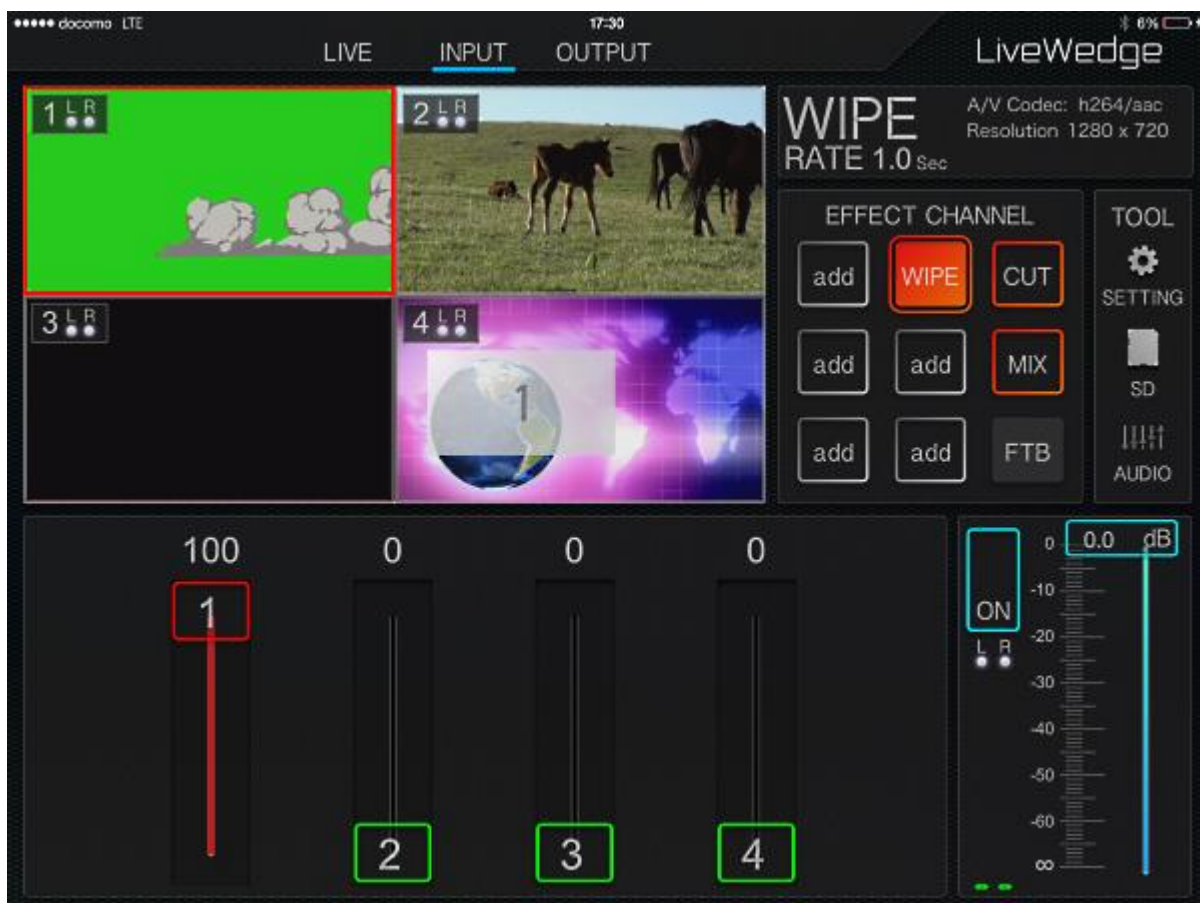 docomo LTE
17:30
6%
LIVE INPUT OUTPUT
LiveWedge
1 L R
2 L R
WIPE
RATE 1.0 Sec
A/V Codec: h264/aac
Resolution 1280 x 720
EFFECT CHANNEL
TOOL
add WIPE CUT
SETTING
3 L R
4 L R
1
add add MIX
SD
add add FTB
AUDIO
100 0 0 0
1
2
3
4
ON
L R
0.0 dB
0
-10
-20
-30
-40
-50
-60
∞